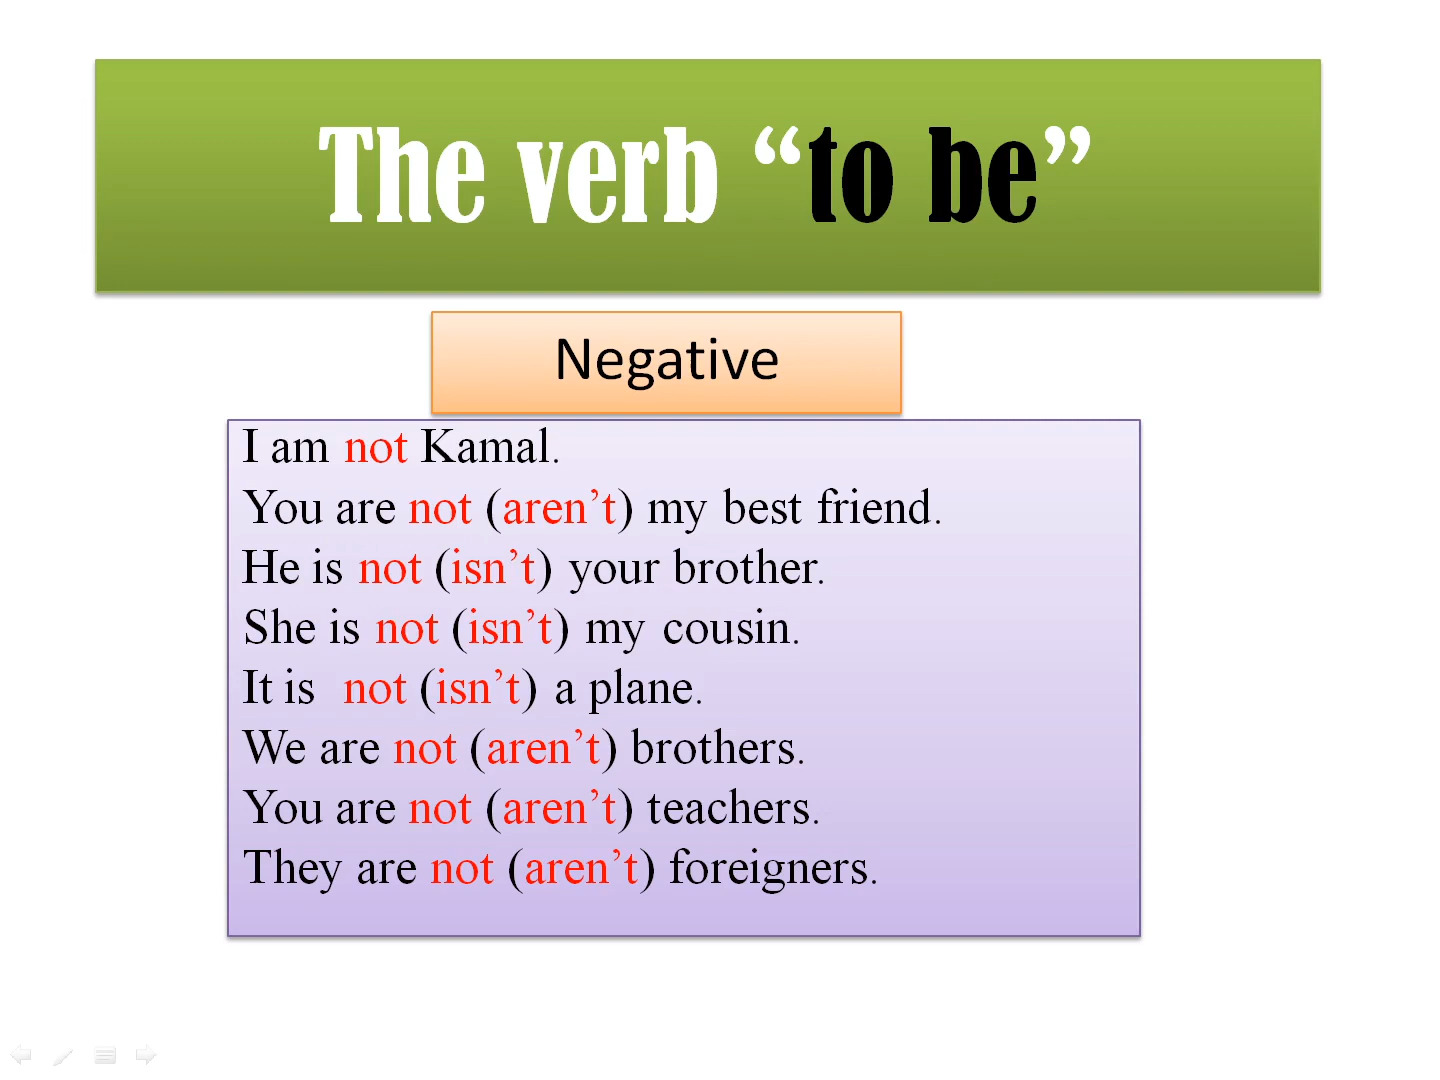 The verb “to be”
Negative
I am not Kamal.
You are not (aren’t) my best friend.
He is not (isn’t) your brother.
She is not (isn’t) my cousin.
It is  not (isn’t) a plane.
We are not (aren’t) brothers.
You are not (aren’t) teachers.
They are not (aren’t) foreigners.